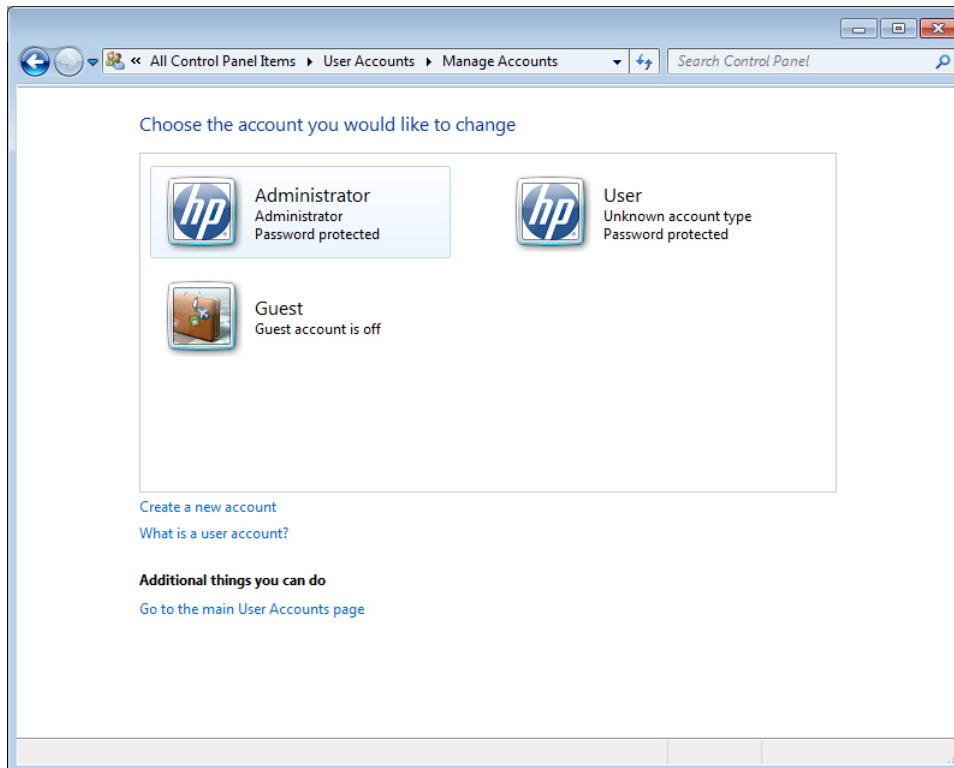 « All Control Panel Items ▸ User Accounts ▸ Manage Accounts
Search Control Panel
Choose the account you would like to change
hp
Administrator
Administrator
Password protected
hp
User
Unknown account type
Password protected
Guest
Guest account is off
Create a new account
What is a user account?
Additional things you can do
Go to the main User Accounts page